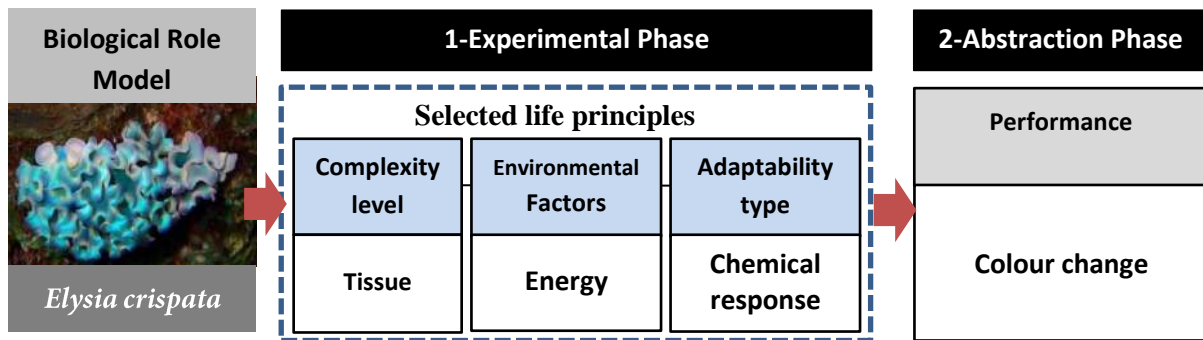 Biological Role
Model
Elysia crispata
1-Experimental Phase
Selected life principles
Complexity
level
Environmental
Factors
Adaptability
type
Tissue
Energy
Chemical
response
2-Abstraction Phase
Performance
Colour change